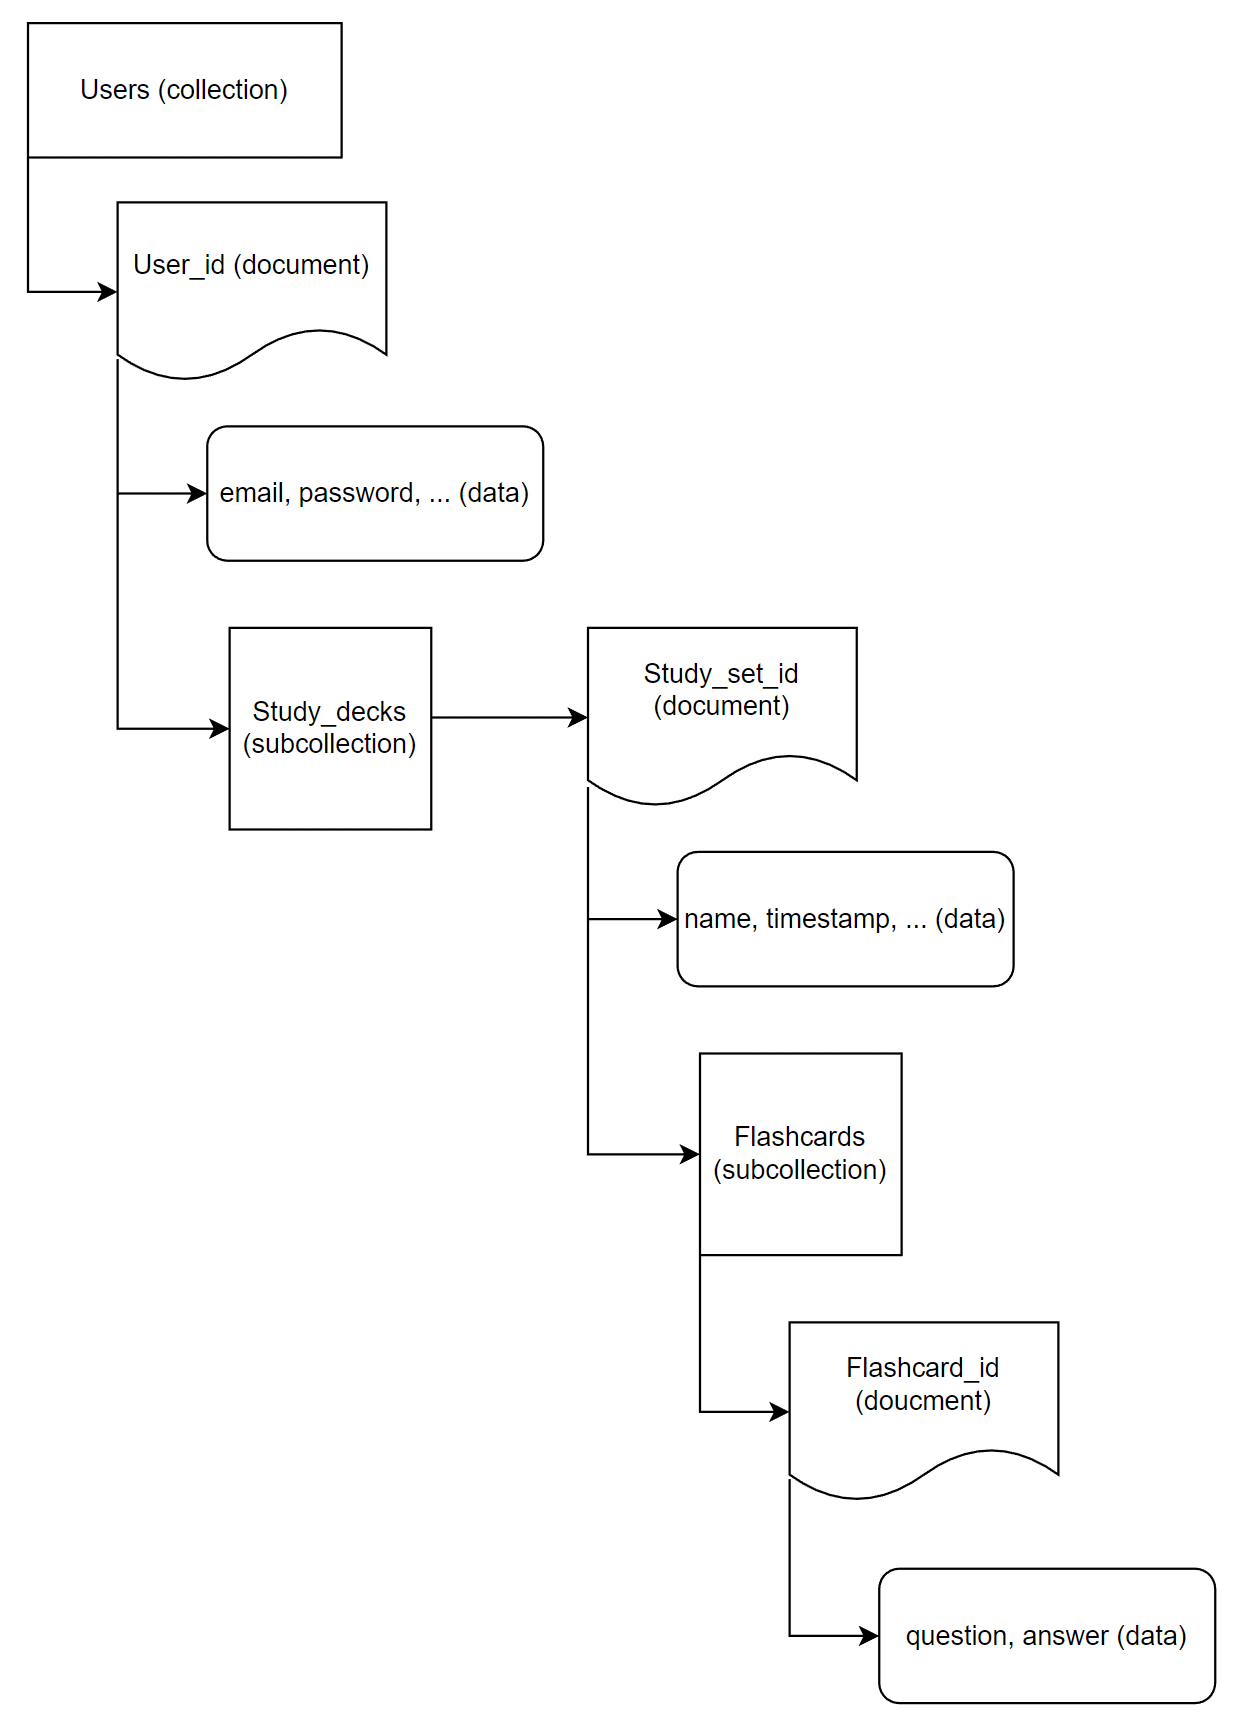 Users (collection)
User_id (document)
email, password, ... (data)
Study_decks
(subcollection)
Study_set_id
(document)
name, timestamp, ... (data)
Flashcards
(subcollection)
Flashcard_id
(doucment)
question, answer (data)